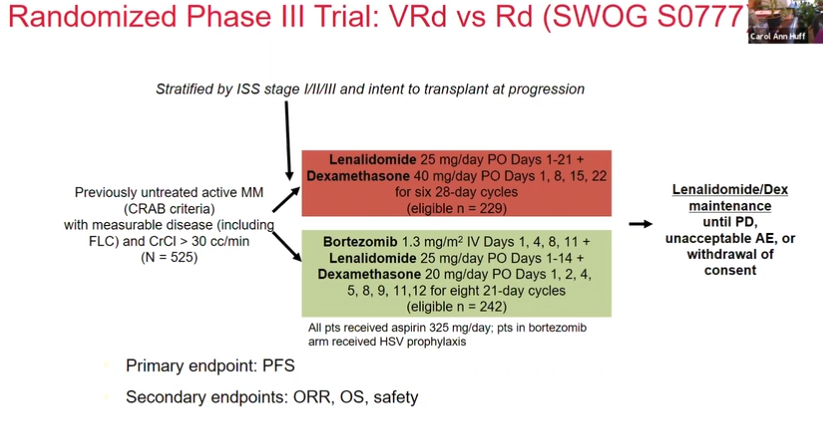 Randomized Phase III Trial: VRd vs Rd (SWOG S0777
Carol Ann Huff
Stratified by ISS stage I/II/III and intent to transplant at progression
Previously untreated active MM
(CRAB criteria)
with measurable disease (including
FLC) and CrCl > 30 cc/min
(N = 525)
Lenalidomide 25 mg/day PO Days 1-21 +
Dexamethasone 40 mg/day PO Days 1, 8, 15, 22
for six 28-day cycles
(eligible n = 229)
Bortezomib 1.3 mg/m² IV Days 1, 4, 8, 11 +
Lenalidomide 25 mg/day PO Days 1-14 +
Dexamethasone 20 mg/day PO Days 1, 2, 4,
5, 8, 9, 11,12 for eight 21-day cycles
(eligible n = 242)
All pts received aspirin 325 mg/day; pts in bortezomib
arm received HSV prophylaxis
Lenalidomide/Dex
maintenance
until PD,
unacceptable AE, or
withdrawal of
consent
Primary endpoint: PFS
Secondary endpoints: ORR, OS, safety